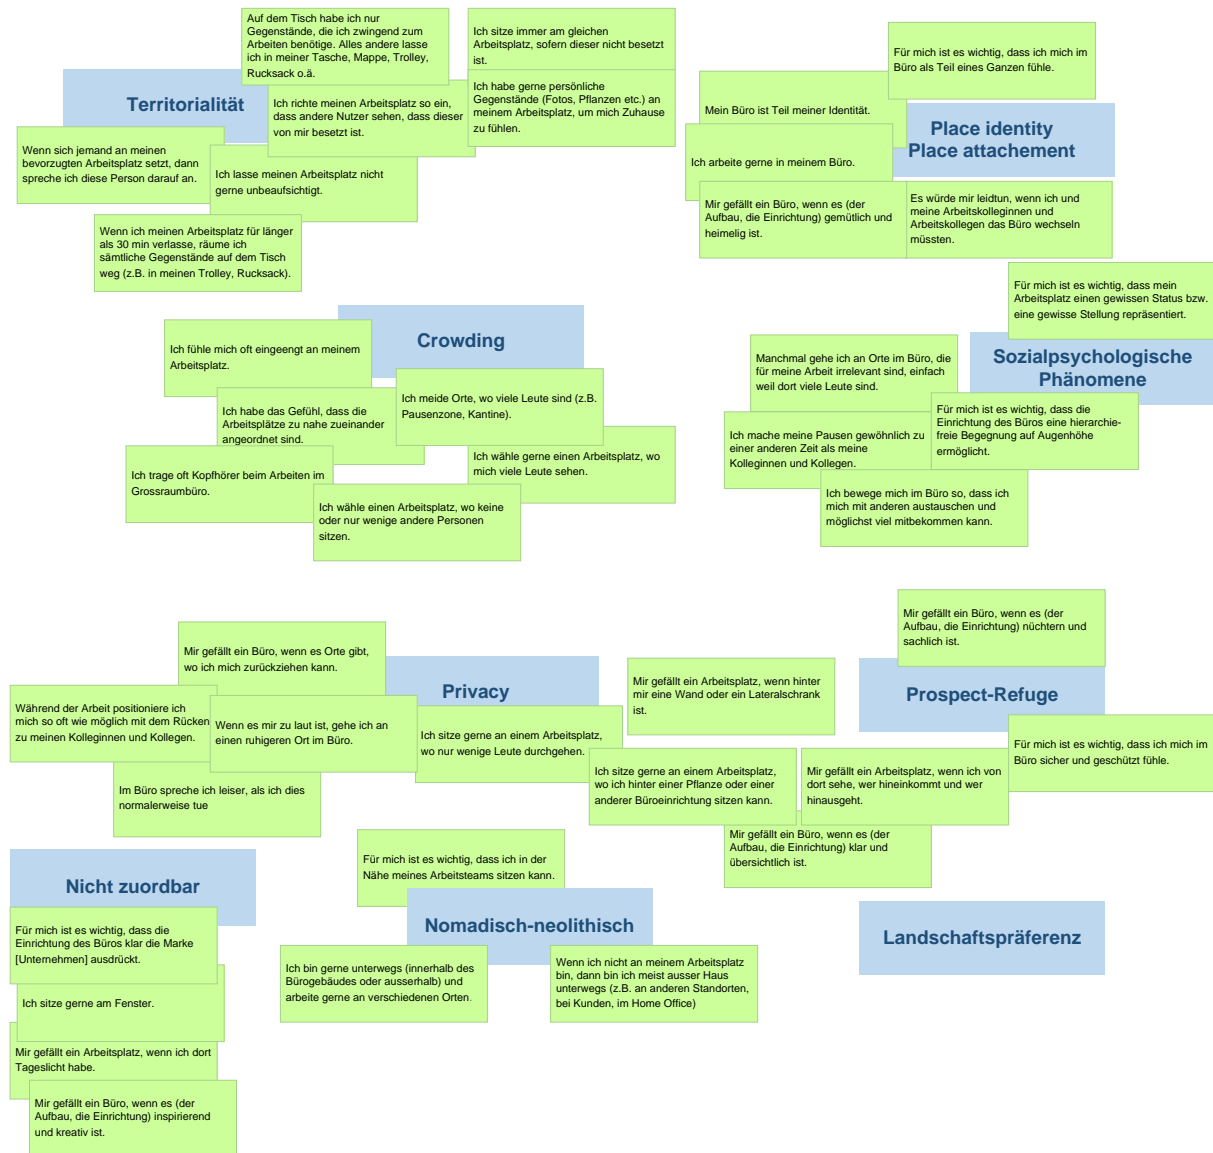 Auf dem Tisch habe ich nur
Gegenstände, die ich zwingend zum
Arbeiten benötige. Alles andere lasse
ich in meiner Tasche, Mappe, Trolley,
Rucksack o.ä.
Ich sitze immer am gleichen
Arbeitsplatz, sofern dieser nicht besetzt
ist.
Territorialität
Ich richte meinen Arbeitsplatz so ein,
dass andere Nutzer sehen, dass dieser
von mir besetzt ist.
Ich habe gerne persönliche
Gegenstände (Fotos, Pflanzen etc.) an
meinem Arbeitsplatz, um mich Zuhause
zu fühlen.
Wenn sich jemand an meinen
bevorzugten Arbeitsplatz setzt, dann
spreche ich diese Person darauf an.
Ich lasse meinen Arbeitsplatz nicht
gerne unbeaufsichtigt.
Wenn ich meinen Arbeitsplatz für länger
als 30 min verlasse, räume ich
sämtliche Gegenstände auf dem Tisch
weg (z.B. in meinen Trolley, Rucksack).
Für mich ist es wichtig, dass ich mich im
Büro als Teil eines Ganzen fühle.
Mein Büro ist Teil meiner Identität.
Place identity
Place attachement
Ich arbeite gerne in meinem Büro.
Mir gefällt ein Büro, wenn es (der
Aufbau, die Einrichtung) gemütlich und
heimelig ist.
Es würde mir leidtun, wenn ich und
meine Arbeitskolleginnen und
Arbeitskollegen das Büro wechseln
müssten.
Crowding
Ich fühle mich oft eingeengt an meinem
Arbeitsplatz.
Ich habe das Gefühl, dass die
Arbeitsplätze zu nahe zueinander
angeordnet sind.
Ich meide Orte, wo viele Leute sind (z.B.
Pausenzone, Kantine).
Ich trage oft Kopfhörer beim Arbeiten im
Grossraumbüro.
Ich wähle gerne einen Arbeitsplatz, wo
mich viele Leute sehen.
Ich wähle einen Arbeitsplatz, wo keine
oder nur wenige andere Personen
sitzen.
Für mich ist es wichtig, dass mein
Arbeitsplatz einen gewissen Status bzw.
eine gewisse Stellung repräsentiert.
Sozialpsychologische
Phänomene
Manchmal gehe ich an Orte im Büro, die
für meine Arbeit irrelevant sind, einfach
weil dort viele Leute sind.
Für mich ist es wichtig, dass die
Einrichtung des Büros eine hierarchie-
freie Begegnung auf Augenhöhe
ermöglicht.
Ich mache meine Pausen gewöhnlich zu
einer anderen Zeit als meine
Kolleginnen und Kollegen.
Ich bewege mich im Büro so, dass ich
mich mit anderen austauschen und
möglichst viel mitbekommen kann.
Mir gefällt ein Büro, wenn es Orte gibt,
wo ich mich zurückziehen kann.
Privacy
Während der Arbeit positioniere ich
mich so oft wie möglich mit dem Rücken
zu meinen Kolleginnen und Kollegen.
Wenn es mir zu laut ist, gehe ich an
einen ruhigeren Ort im Büro.
Ich sitze gerne an einem Arbeitsplatz,
wo nur wenige Leute durchgehen.
Im Büro spreche ich leiser, als ich dies
normalerweise tue
Mir gefällt ein Büro, wenn es (der
Aufbau, die Einrichtung) nüchtern und
sachlich ist.
Mir gefällt ein Arbeitsplatz, wenn hinter
mir eine Wand oder ein Lateralschrank
ist.
Prospect-Refuge
Für mich ist es wichtig, dass ich mich im
Büro sicher und geschützt fühle.
Ich sitze gerne an einem Arbeitsplatz,
wo ich hinter einer Pflanze oder einer
anderer Büroeinrichtung sitzen kann.
Mir gefällt ein Arbeitsplatz, wenn ich von
dort sehe, wer hineinkommt und wer
hinausgeht.
Mir gefällt ein Büro, wenn es (der
Aufbau, die Einrichtung) klar und
übersichtlich ist.
Nicht zuordbar
Für mich ist es wichtig, dass die
Einrichtung des Büros klar die Marke
[Unternehmen] ausdrückt.
Ich sitze gerne am Fenster.
Mir gefällt ein Arbeitsplatz, wenn ich dort
Tageslicht habe.
Mir gefällt ein Büro, wenn es (der
Aufbau, die Einrichtung) inspirierend
und kreativ ist.
Für mich ist es wichtig, dass ich in der
Nähe meines Arbeitsteams sitzen kann.
Nomadisch-neolithisch
Ich bin gerne unterwegs (innerhalb des
Bürogebäudes oder ausserhalb) und
arbeite gerne an verschiedenen Orten.
Wenn ich nicht an meinem Arbeitsplatz
bin, dann bin ich meist ausser Haus
unterwegs (z.B. an anderen Standorten,
bei Kunden, im Home Office)
Landschaftspräferenz